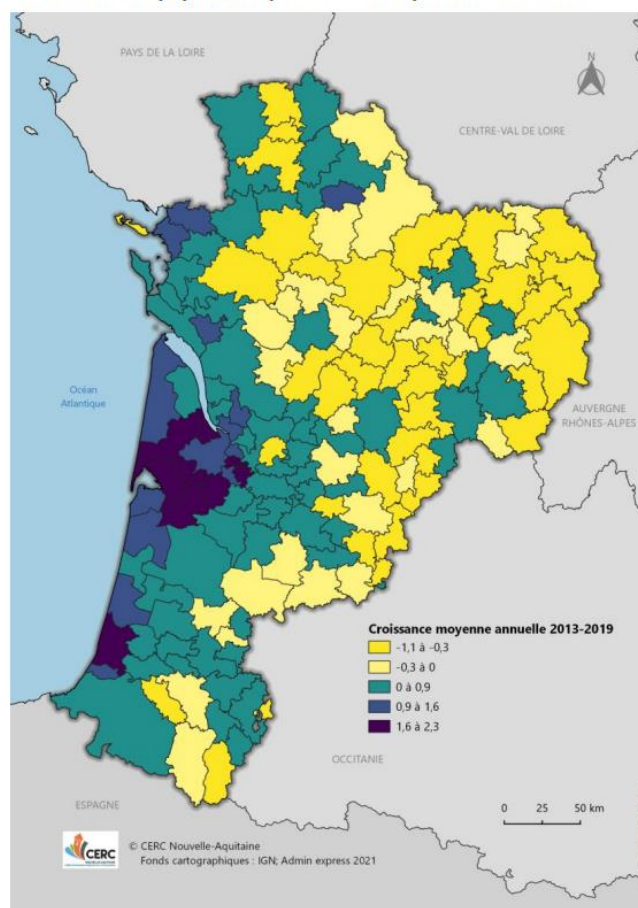 PAYS DE LA LOIRE
N
CENTRE-VAL DE LOIRE
Océan
Atlantique
AUVERGNE
RHÔNES-ALPES
Croissance moyenne annuelle 2013-2019
-1,1 à -0,3
-0,3 à 0
0 à 0,9
0,9 à 1,6
1,6 à 2,3
OCCITANIE
ESPAGNE
0 25 50 km
CERC
© CERC Nouvelle-Aquitaine
Fonds cartographiques : IGN; Admin express 2021